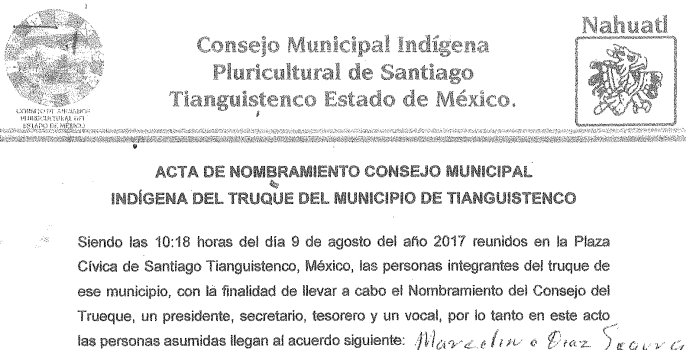 Nahuatl
Consejo Municipal Indígena
Pluricultural de Santiago
Tianguistenco Estado de México.
CONSEJO DE ANCIANOS
PLURICULTURAL DEL
ESTADO DE MÉXICO
ACTA DE NOMBRAMIENTO CONSEJO MUNICIPAL
INDÍGENA DEL TRUQUE DEL MUNICIPIO DE TIANGUISTENCO
Siendo las 10:18 horas del día 9 de agosto del año 2017 reunidos en la Plaza
Cívica de Santiago Tianguistenco, México, las personas integrantes del truque de
ese municipio, con la finalidad de llevar a cabo el Nombramiento del Consejo del
Trueque, un presidente, secretario, tesorero y un vocal, por lo tanto en este acto
las personas asumidas llegan al acuerdo siguiente: Marcelino Diaz Segura